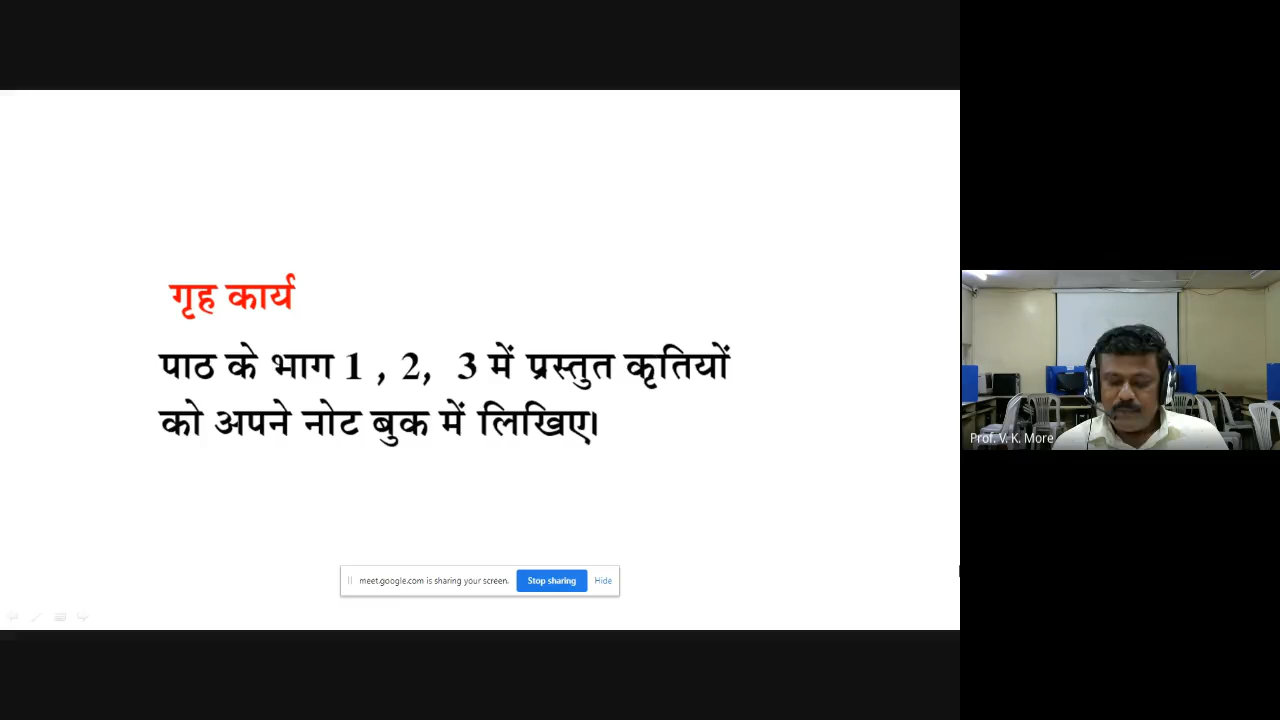 गृह कार्य
पाठ के भाग 1 , 2, 3 में प्रस्तुत कृतियों
को अपने नोट बुक में लिखिए।
meet.google.com is sharing your screen. Stop sharing Hide
Prof. V. K. More